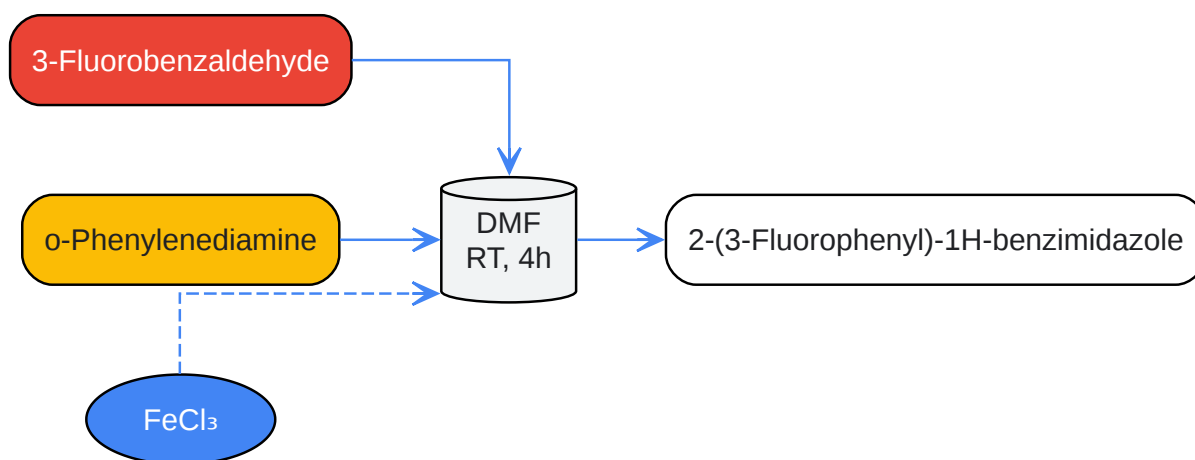 3-Fluorobenzaldehyde
o-Phenylenediamine
DMF
RT, 4h
2-(3-Fluorophenyl)-1H-benzimidazole
FeCl₃